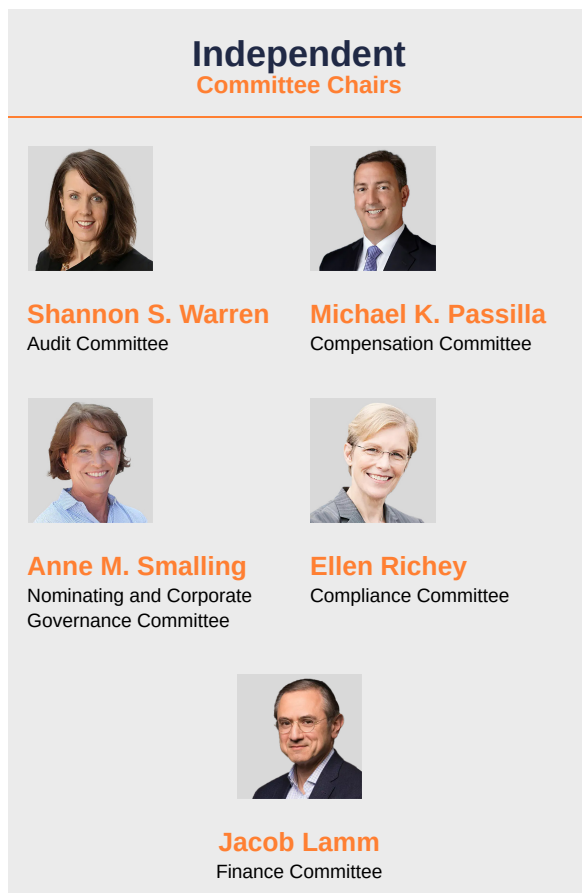 Independent
Committee Chairs
Shannon S. Warren
Audit Committee
Michael K. Passilla
Compensation Committee
Anne M. Smalling
Nominating and Corporate
Governance Committee
Ellen Richey
Compliance Committee
Jacob Lamm
Finance Committee